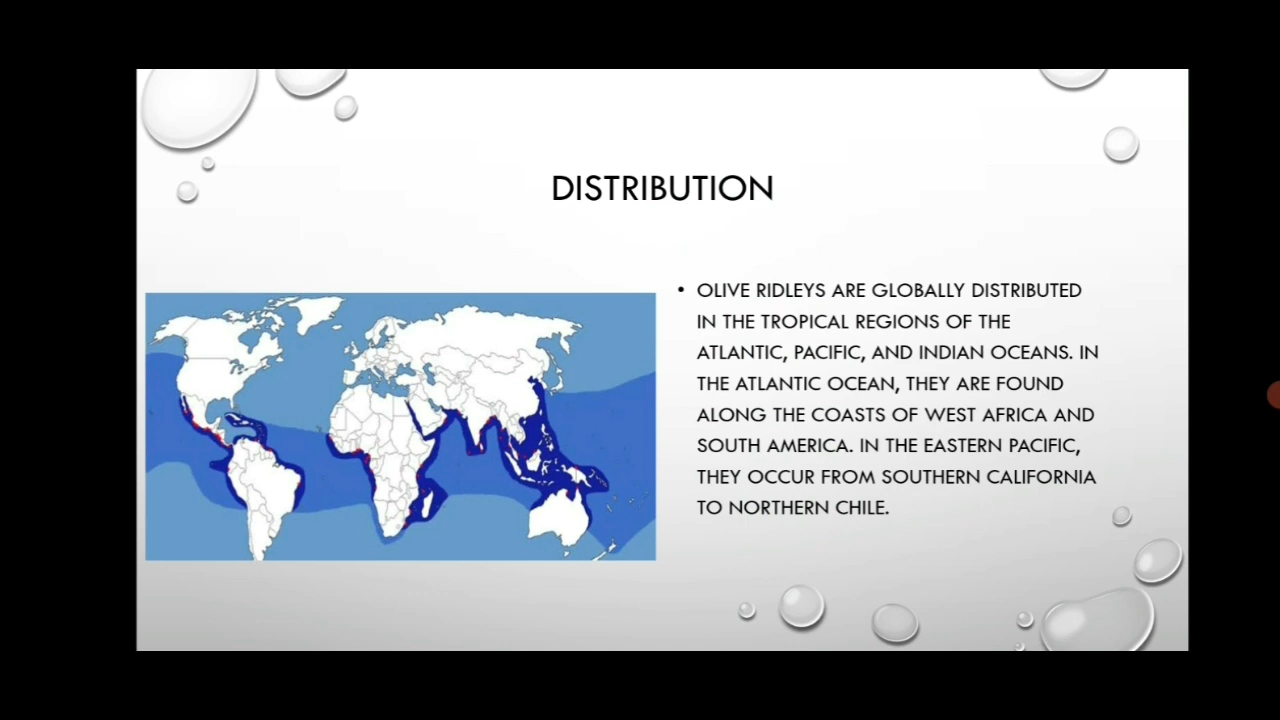 DISTRIBUTION
• OLIVE RIDLEYS ARE GLOBALLY DISTRIBUTED
IN THE TROPICAL REGIONS OF THE
ATLANTIC, PACIFIC, AND INDIAN OCEANS. IN
THE ATLANTIC OCEAN, THEY ARE FOUND
ALONG THE COASTS OF WEST AFRICA AND
SOUTH AMERICA. IN THE EASTERN PACIFIC,
THEY OCCUR FROM SOUTHERN CALIFORNIA
TO NORTHERN CHILE.